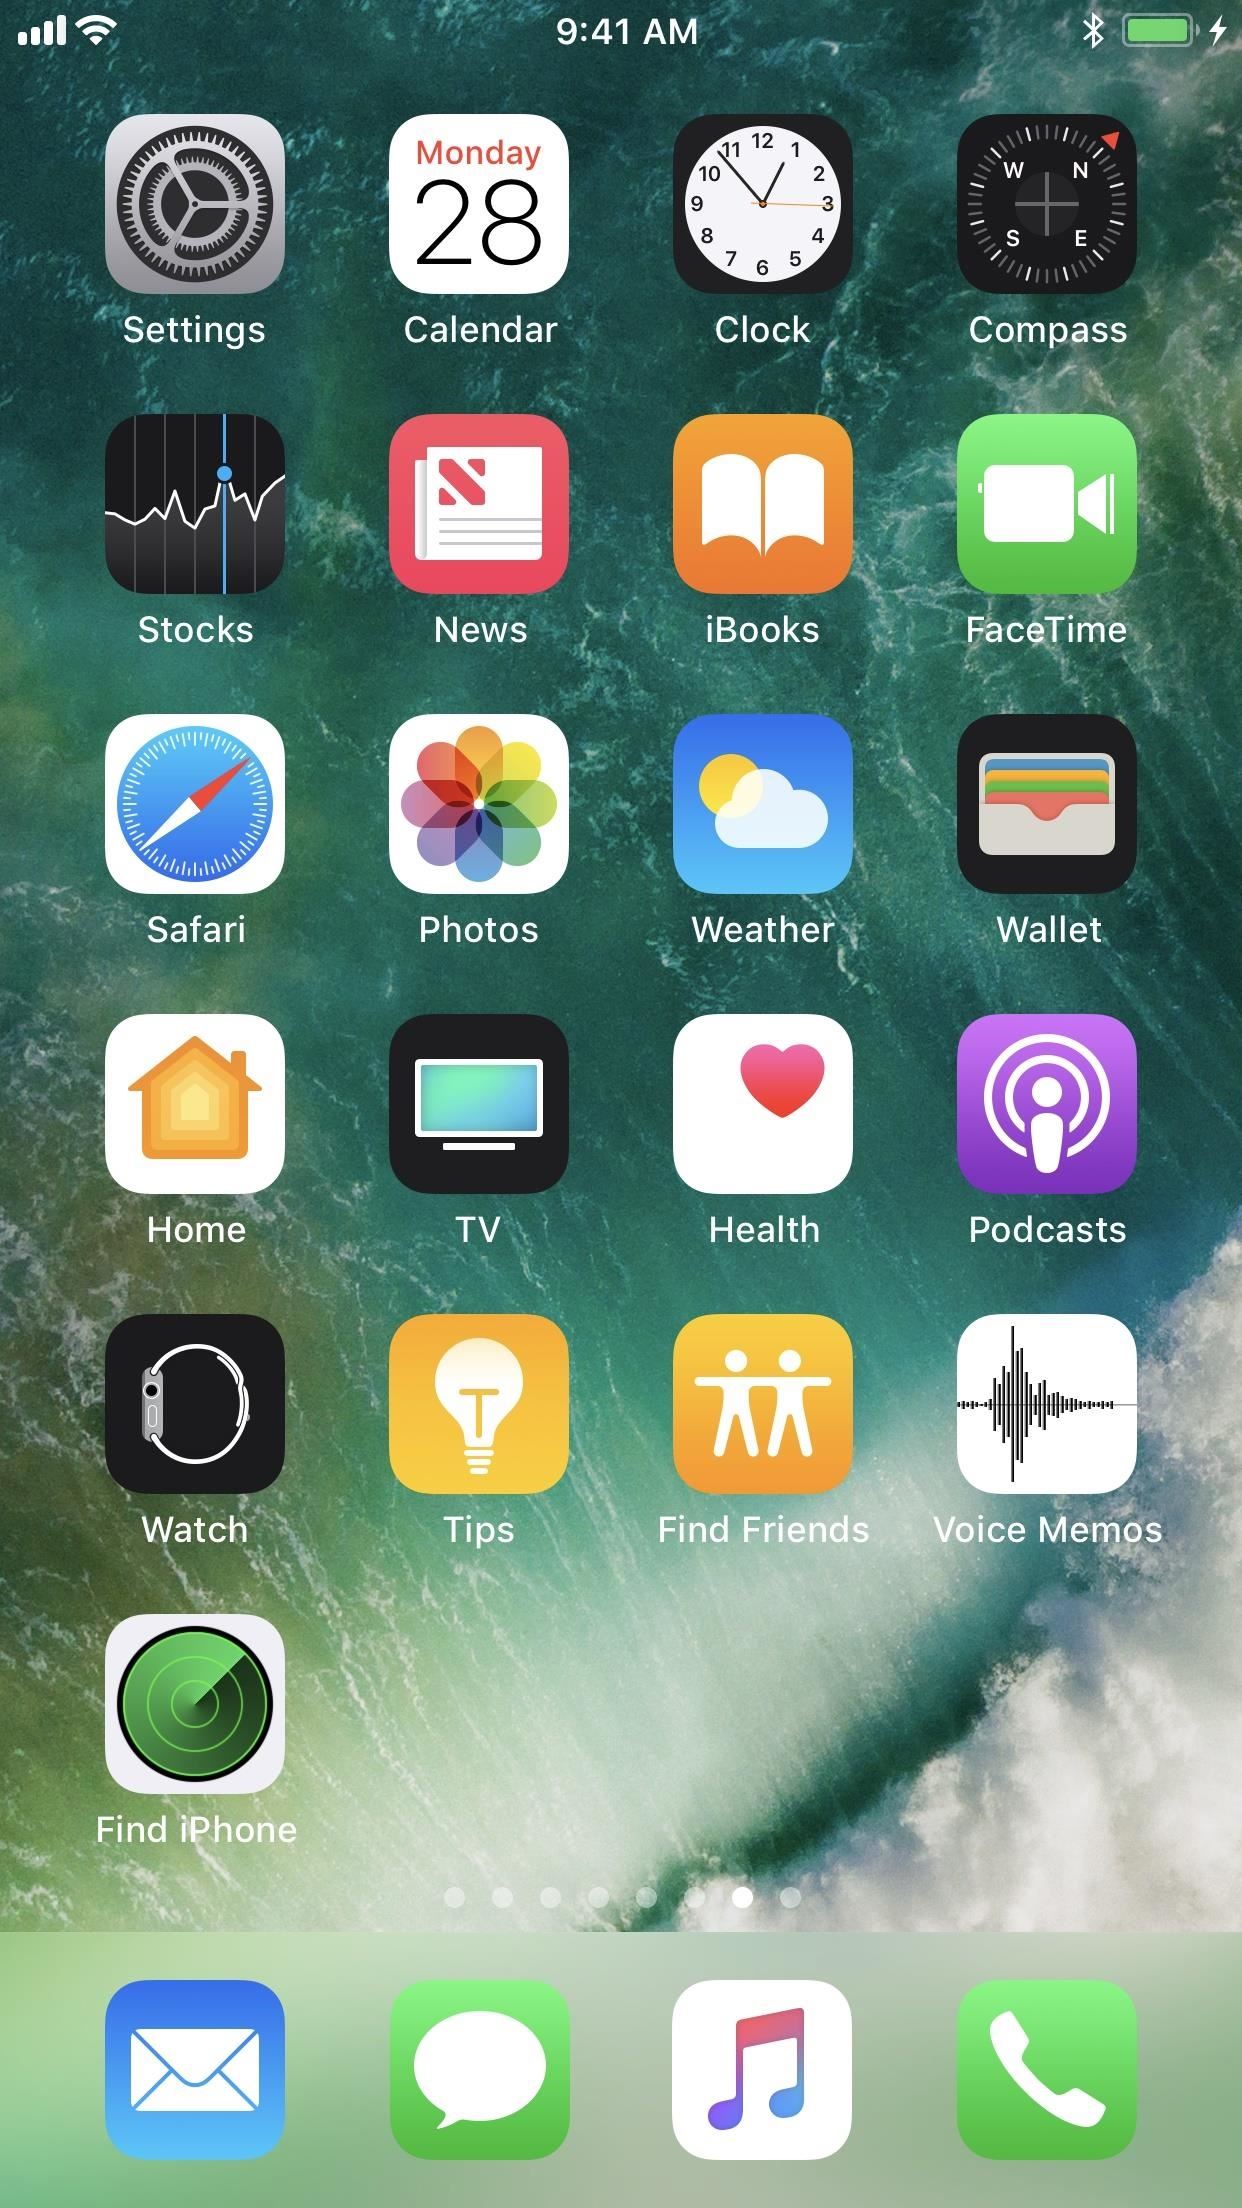 9:41 AM
Monday
28
12
11
1
10
2
9
3
8
4
7
5
6
W
N
S
E
Settings
Calendar
Clock
Compass
Stocks
News
iBooks
FaceTime
Safari
Photos
Weather
Wallet
Home
TV
Health
Podcasts
Watch
Tips
Find Friends
Voice Memos
Find iPhone